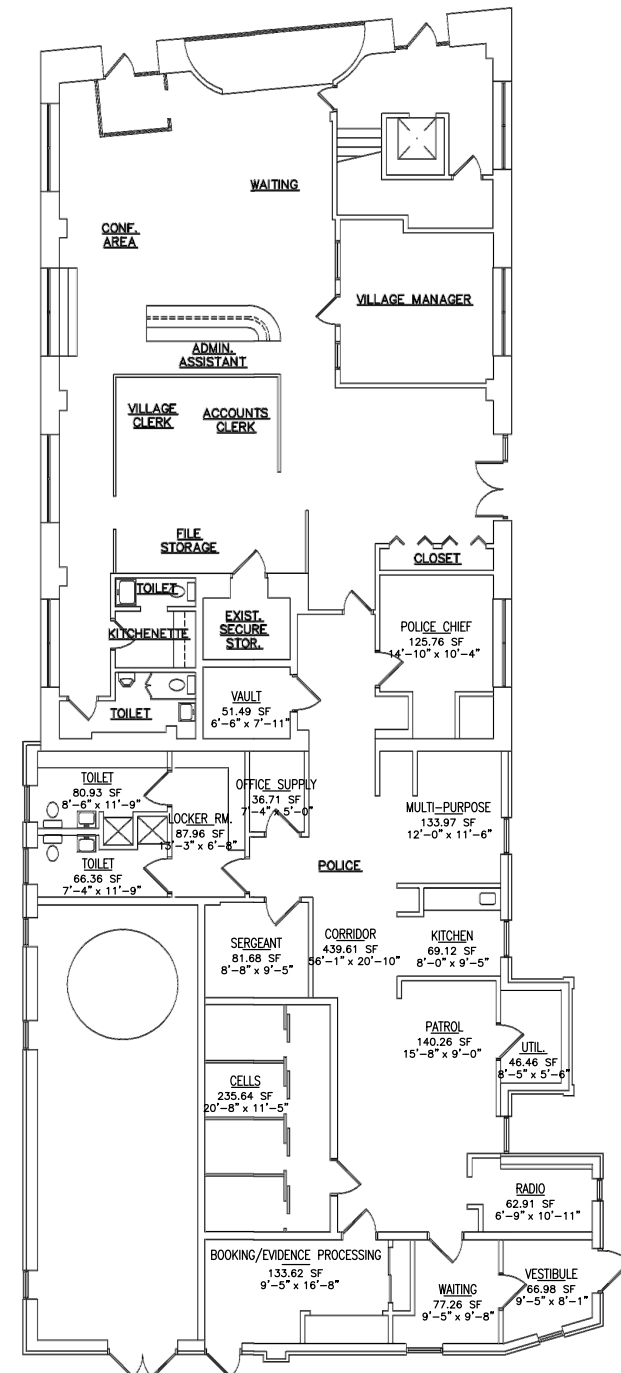 WAITING
CONF.
AREA
VILLAGE MANAGER
ADMIN.
ASSISTANT
VILLAGE
CLERK
ACCOUNTS
CLERK
FILE
STORAGE
CLOSET
TOILET
EXIST.
SECURE
STOR.
KITCHENETTE
POLICE CHIEF
125.76 SF
14'-10" x 10'-4"
VAULT
51.49 SF
6'-6" x 7'-11"
TOILET
TOILET
80.93 SF
8'-6" x 11'-9"
OFFICE SUPPLY
36.71 SF
7'-4" x 5'-0"
LOCKER RM.
87.96 SF
13'-3" x 6'-8"
MULTI-PURPOSE
133.97 SF
12'-0" x 11'-6"
TOILET
66.36 SF
7'-4" x 11'-9"
POLICE
SERGEANT
81.68 SF
8'-8" x 9'-5"
CORRIDOR
439.61 SF
56'-1" x 20'-10"
KITCHEN
69.12 SF
8'-0" x 9'-5"
PATROL
140.26 SF
15'-8" x 9'-0"
UTIL.
46.46 SF
8'-5" x 5'-6"
CELLS
235.64 SF
20'-8" x 11'-5"
RADIO
62.91 SF
6'-9" x 10'-11"
BOOKING/EVIDENCE PROCESSING
133.62 SF
9'-5" x 16'-8"
WAITING
77.26 SF
9'-5" x 9'-8"
VESTIBULE
66.98 SF
9'-5" x 8'-1"